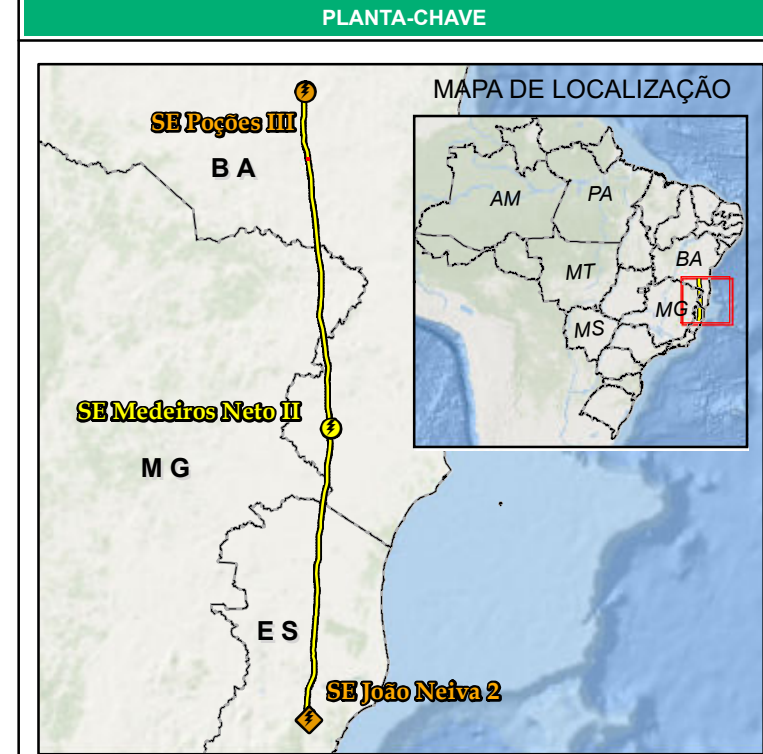 PLANTA-CHAVE
MAPA DE LOCALIZAÇÃO
SE Poções III
B A
AM
PA
BA
MT
MG
MS
SE Medeiros Neto II
M G
E S
SE João Neiva 2